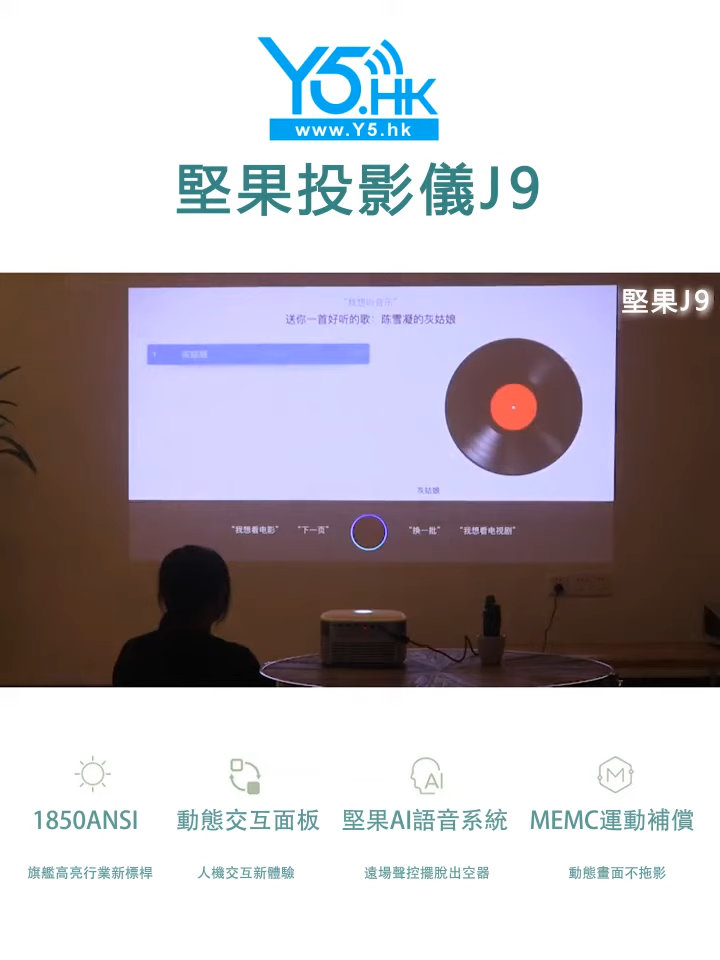 Y5.HK
www.Y5.hk
堅果投影儀J9
堅果J9
"我想听音乐"
送你一首好听的歌：陈雪凝的灰姑娘
灰姑娘
灰姑娘
"我想看电影" "下一页" "换一批" "我想看电视剧"
1850ANSI 動態交互面板 堅果AI語音系統 MEMC運動補償
旗艦高亮行業新標桿 人機交互新體驗 遠場聲控擺脫出空器 動態畫面不拖影